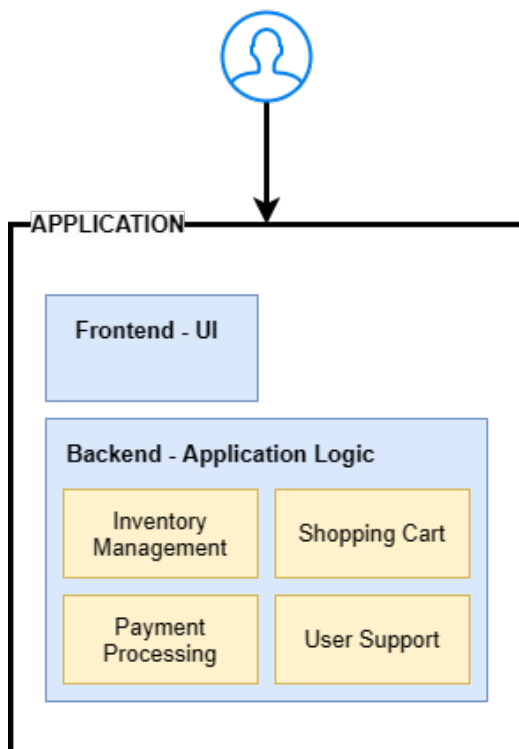 APPLICATION
Frontend - UI
Backend - Application Logic
Inventory
Management
Shopping Cart
Payment
Processing
User Support